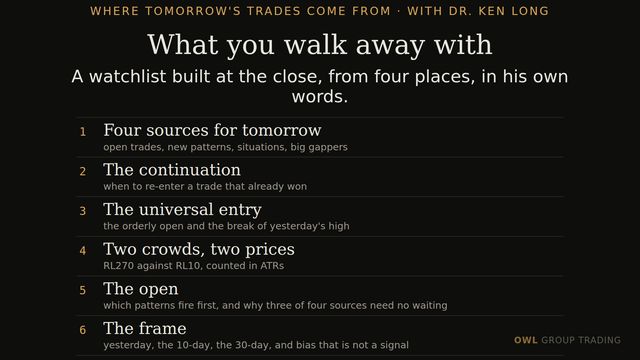 WHERE TOMORROW'S TRADES COME FROM · WITH DR. KEN LONG
What you walk away with
A watchlist built at the close, from four places, in his own
words.
1 Four sources for tomorrow
open trades, new patterns, situations, big gappers
2 The continuation
when to re-enter a trade that already won
3 The universal entry
the orderly open and the break of yesterday's high
4 Two crowds, two prices
RL270 against RL10, counted in ATRs
5 The open
which patterns fire first, and why three of four sources need no waiting
6 The frame
yesterday, the 10-day, the 30-day, and bias that is not a signal
OWL GROUP TRADING